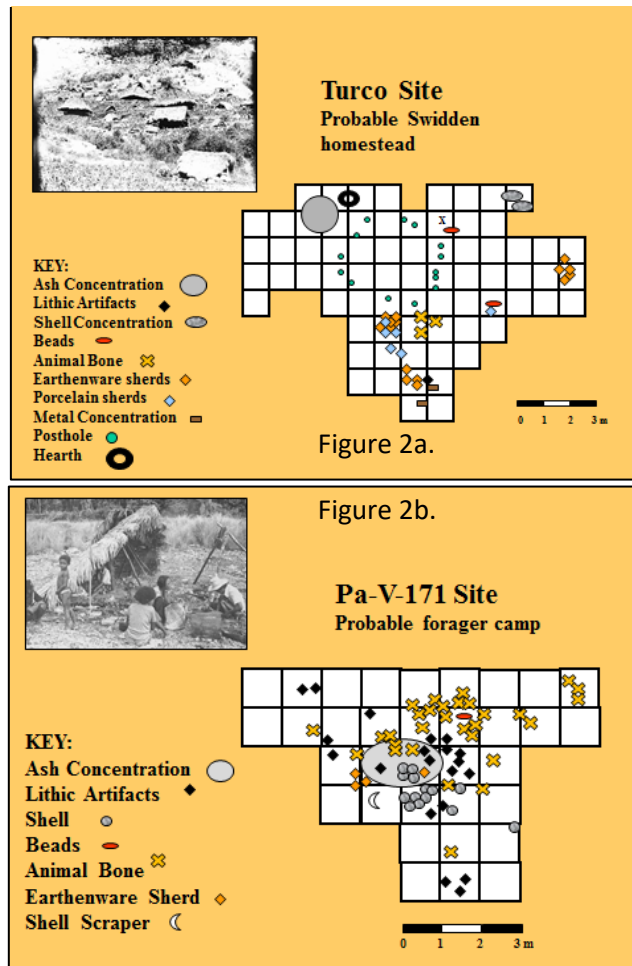 Turco Site
Probable Swidden
homestead
x
KEY:
Ash Concentration
Lithic Artifacts
Shell Concentration
Beads
Animal Bone
Earthenware sherds
Porcelain sherds
Metal Concentration
Posthole
Hearth
0 1 2 3 m
Figure 2a.
Figure 2b.
Pa-V-171 Site
Probable forager camp
KEY:
Ash Concentration
Lithic Artifacts
Shell
Beads
Animal Bone
Earthenware Sherd
Shell Scraper
0 1 2 3 m